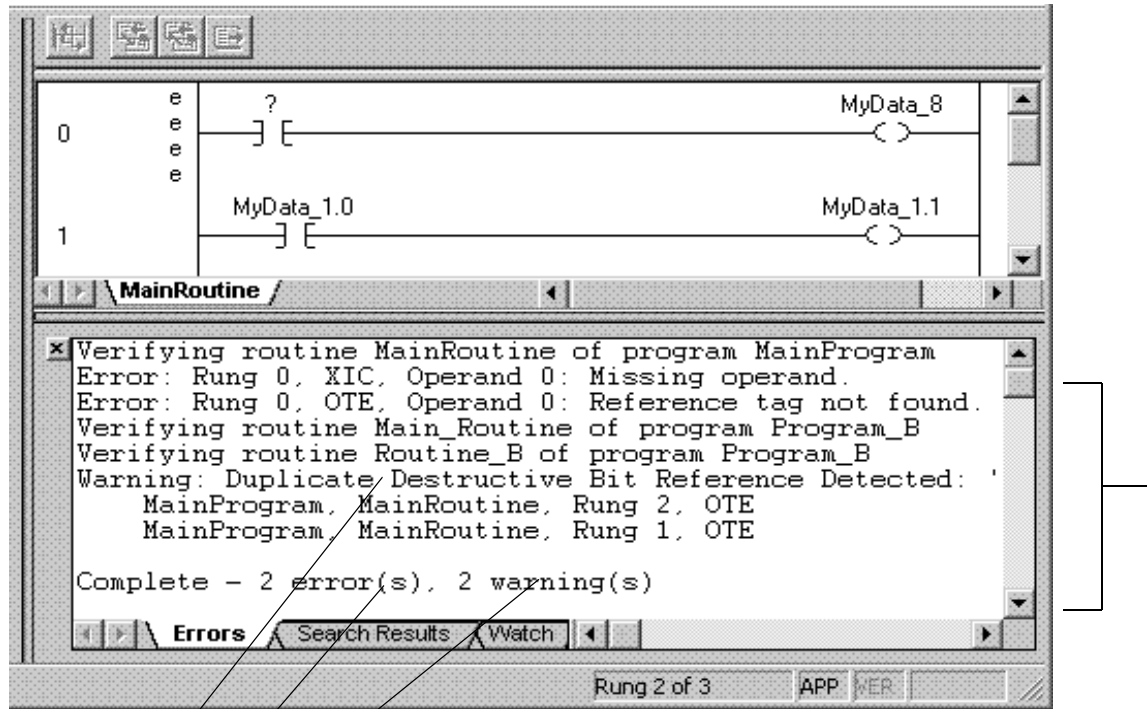 e
? MyData_8
0 e
e
e
MyData_1.0 MyData_1.1
1
MainRoutine
Verifying routine MainRoutine of program MainProgram
Error: Rung 0, XIC, Operand 0: Missing operand.
Error: Rung 0, OTE, Operand 0: Reference tag not found.
Verifying routine Main_Routine of program Program_B
Verifying routine Routine_B of program Program_B
Warning: Duplicate Destructive Bit Reference Detected: '
MainProgram, MainRoutine, Rung 2, OTE
MainProgram, MainRoutine, Rung 1, OTE
Complete - 2 error(s), 2 warning(s)
Errors Search Results Watch
Rung 2 of 3 APP VER